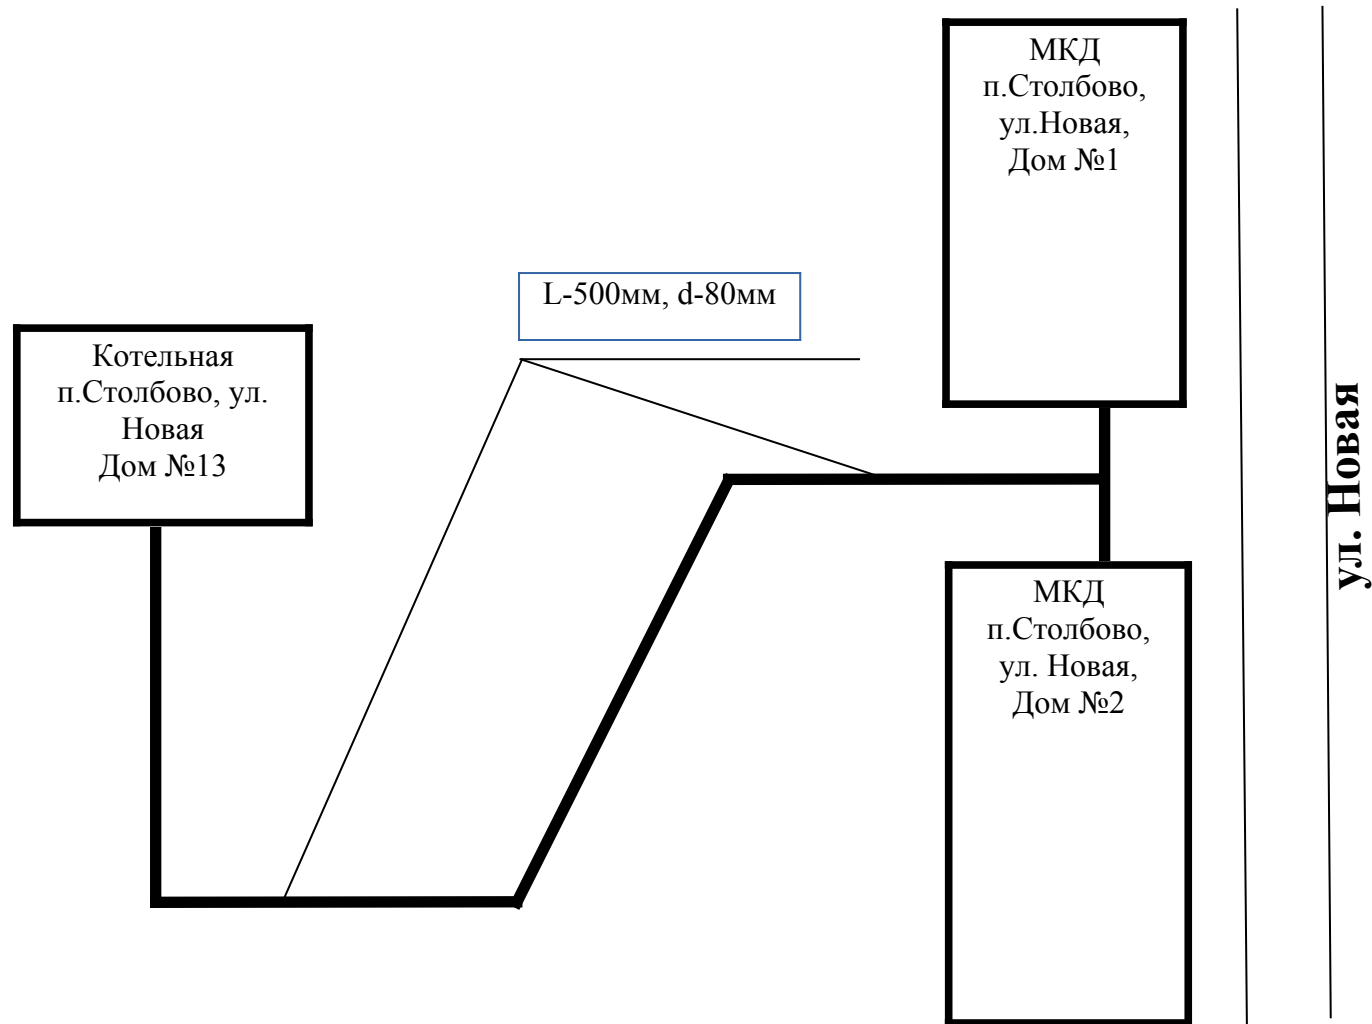 МКД
п.Столбово,
ул.Новая,
Дом №1
L-500мм, d-80мм
Котельная
п.Столбово, ул.
Новая
Дом №13
ул. Новая
МКД
п.Столбово,
ул. Новая,
Дом №2